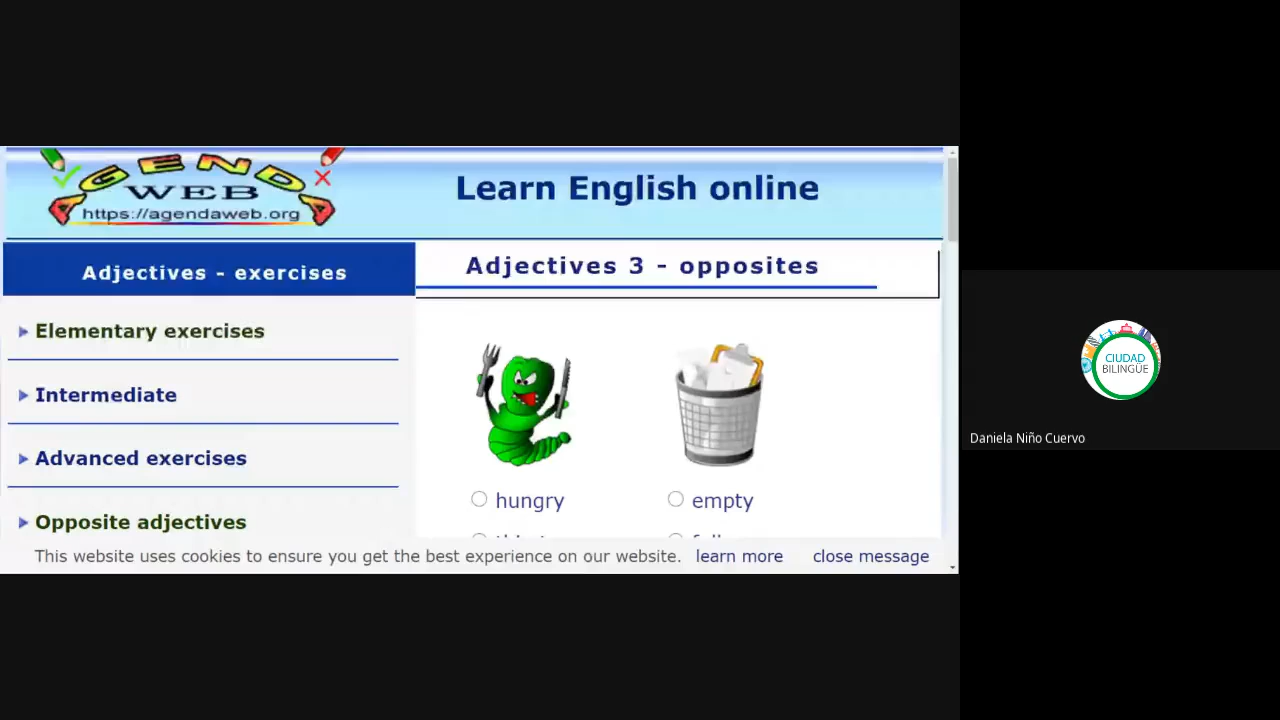 AGENDA
WEB
https://agendaweb.org
Learn English online
Adjectives - exercises
Adjectives 3 - opposites
Elementary exercises
Intermediate
Advanced exercises
Opposite adjectives
hungry
empty
This website uses cookies to ensure you get the best experience on our website. learn more close message
CIUDAD
BILINGÜE
Daniela Niño Cuervo